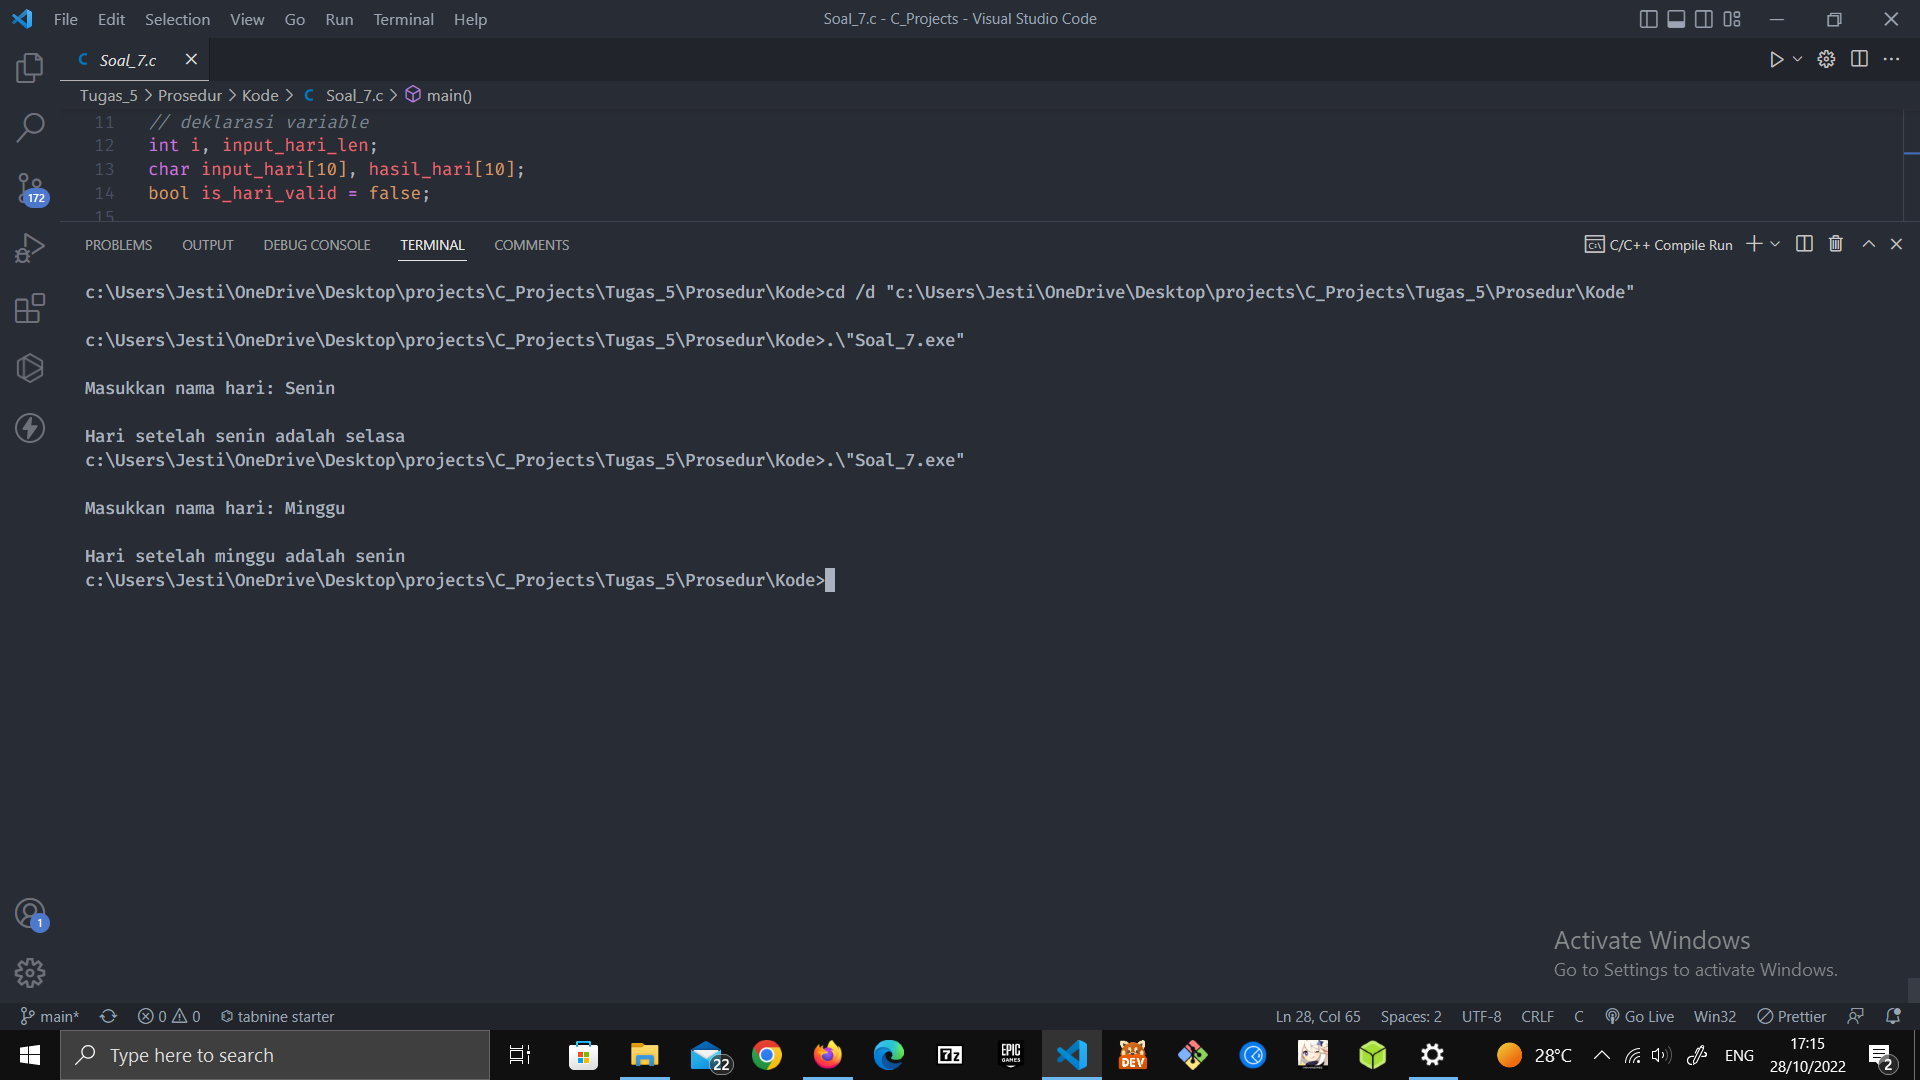 File Edit Selection View Go Run Terminal Help
Soal_7.c - C_Projects - Visual Studio Code
C Soal_7.c
Tugas_5 > Prosedur > Kode > C Soal_7.c > main()
11 // deklarasi variable
12 int i, input_hari_len;
13 char input_hari[10], hasil_hari[10];
14 bool is_hari_valid = false;
15
172
PROBLEMS OUTPUT DEBUG CONSOLE TERMINAL COMMENTS
C/C++ Compile Run
c:\Users\Jesti\OneDrive\Desktop\projects\C_Projects\Tugas_5\Prosedur\Kode>cd /d "c:\Users\Jesti\OneDrive\Desktop\projects\C_Projects\Tugas_5\Prosedur\Kode"
c:\Users\Jesti\OneDrive\Desktop\projects\C_Projects\Tugas_5\Prosedur\Kode>.\"Soal_7.exe"
Masukkan nama hari: Senin
Hari setelah senin adalah selasa
c:\Users\Jesti\OneDrive\Desktop\projects\C_Projects\Tugas_5\Prosedur\Kode>.\"Soal_7.exe"
Masukkan nama hari: Minggu
Hari setelah minggu adalah senin
c:\Users\Jesti\OneDrive\Desktop\projects\C_Projects\Tugas_5\Prosedur\Kode>
1
Activate Windows
Go to Settings to activate Windows.
main* 0 0 tabnine starter
Ln 28, Col 65 Spaces: 2 UTF-8 CRLF C Go Live Win32 Prettier
Type here to search
22
7z
EPIC GAMES
DEV
28°C ENG
17:15
28/10/2022
2